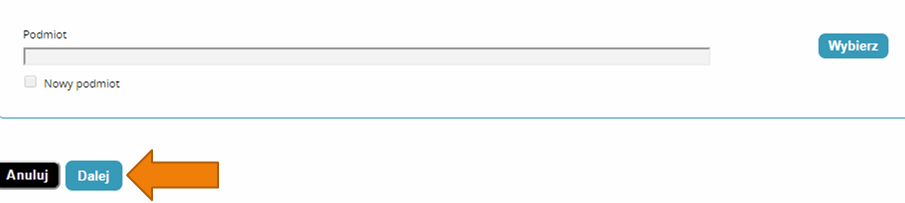 Podmiot
Wybierz
Nowy podmiot
Anuluj
Dalej